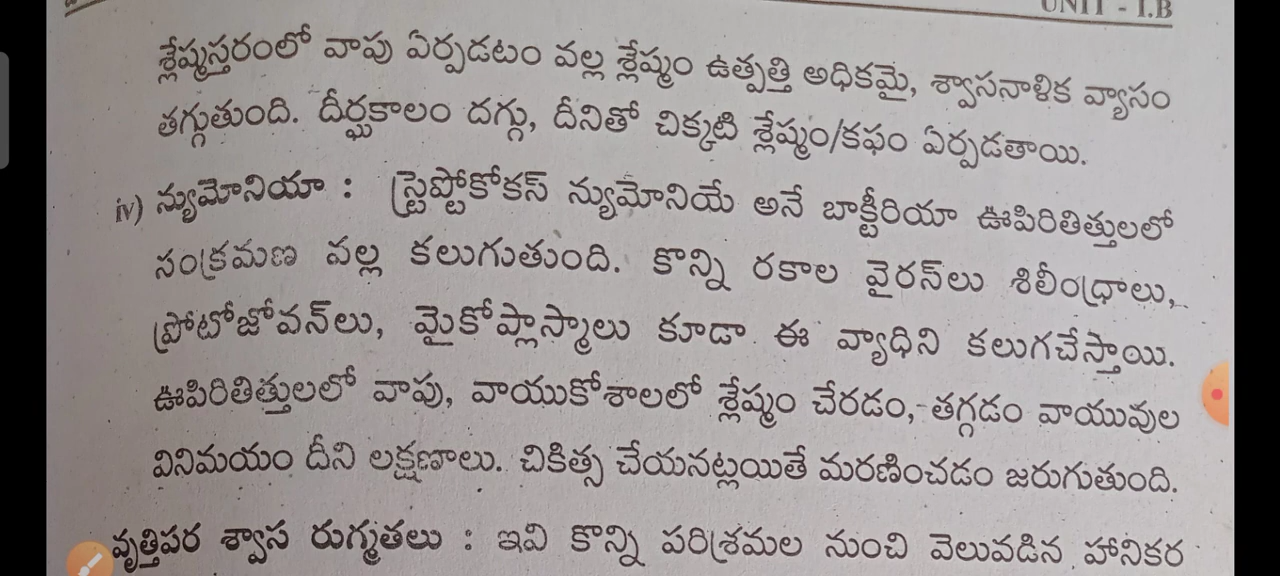 UNIT - I.B
శ్లేష్మస్తరంలో వాపు ఏర్పడటం వల్ల శ్లేష్మం ఉత్పత్తి అధికమై, శ్వాసనాళిక వ్యాసం
తగ్గుతుంది. దీర్ఘకాలం దగ్గు, దీనితో చిక్కటి శ్లేష్మం/కఫం ఏర్పడతాయి.
iv) న్యుమోనియా : స్ట్రెప్టోకోకస్ న్యుమోనియే అనే బాక్టీరియా ఊపిరితిత్తులలో
సంక్రమణ వల్ల కలుగుతుంది. కొన్ని రకాల వైరస్‌లు శిలీంధ్రాలు,
ప్రోటోజోవన్‌లు, మైకోప్లాస్మాలు కూడా ఈ వ్యాధిని కలుగచేస్తాయి.
ఊపిరితిత్తులలో వాపు, వాయుకోశాలలో శ్లేష్మం చేరడం, తగ్గడం వాయువుల
వినిమయం దీని లక్షణాలు. చికిత్స చేయనట్లయితే మరణించడం జరుగుతుంది.
వృత్తిపర శ్వాస రుగ్మతలు : ఇవి కొన్ని పరిశ్రమల నుంచి వెలువడిన హానికర